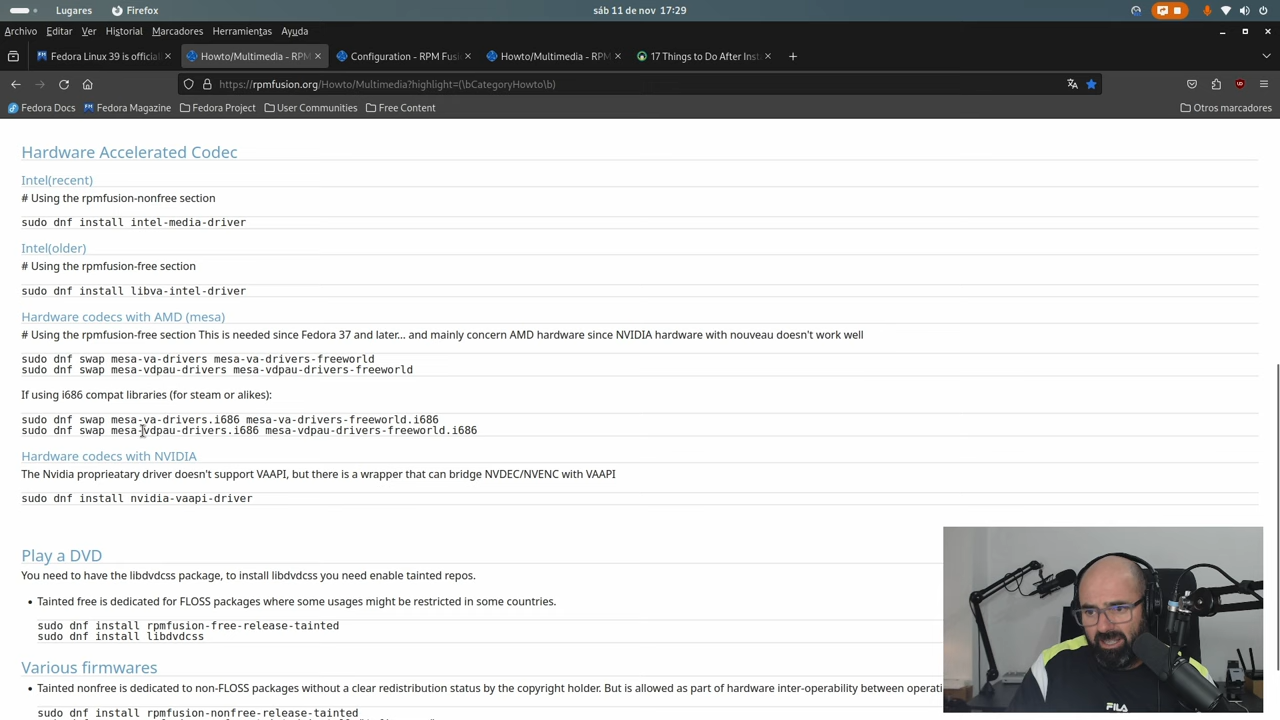 Lugares
Firefox
sáb 11 de nov 17:29
Archivo Editar Ver Historial Marcadores Herramientas Ayuda
Fedora Linux 39 is officia
Howto/Multimedia - RPM
Configuration - RPM Fusi
Howto/Multimedia - RPM
17 Things to Do After Inst
https://rpmfusion.org/Howto/Multimedia?highlight=(\bCategoryHowto\b)
Fedora Docs Fedora Magazine Fedora Project User Communities Free Content Otros marcadores
Hardware Accelerated Codec
Intel(recent)
# Using the rpmfusion-nonfree section
sudo dnf install intel-media-driver
Intel(older)
# Using the rpmfusion-free section
sudo dnf install libva-intel-driver
Hardware codecs with AMD (mesa)
# Using the rpmfusion-free section This is needed since Fedora 37 and later... and mainly concern AMD hardware since NVIDIA hardware with nouveau doesn't work well
sudo dnf swap mesa-va-drivers mesa-va-drivers-freeworld
sudo dnf swap mesa-vdpau-drivers mesa-vdpau-drivers-freeworld
If using i686 compat libraries (for steam or alikes):
sudo dnf swap mesa-va-drivers.i686 mesa-va-drivers-freeworld.i686
sudo dnf swap mesa-vdpau-drivers.i686 mesa-vdpau-drivers-freeworld.i686
Hardware codecs with NVIDIA
The Nvidia proprieatary driver doesn't support VAAPI, but there is a wrapper that can bridge NVDEC/NVENC with VAAPI
sudo dnf install nvidia-vaapi-driver
Play a DVD
You need to have the libdvdcss package, to install libdvdcss you need enable tainted repos.
• Tainted free is dedicated for FLOSS packages where some usages might be restricted in some countries.
sudo dnf install rpmfusion-free-release-tainted
sudo dnf install libdvdcss
Various firmwares
• Tainted nonfree is dedicated to non-FLOSS packages without a clear redistribution status by the copyright holder. But is allowed as part of hardware inter-operability between operati
sudo dnf install rpmfusion-nonfree-release-tainted
FILA